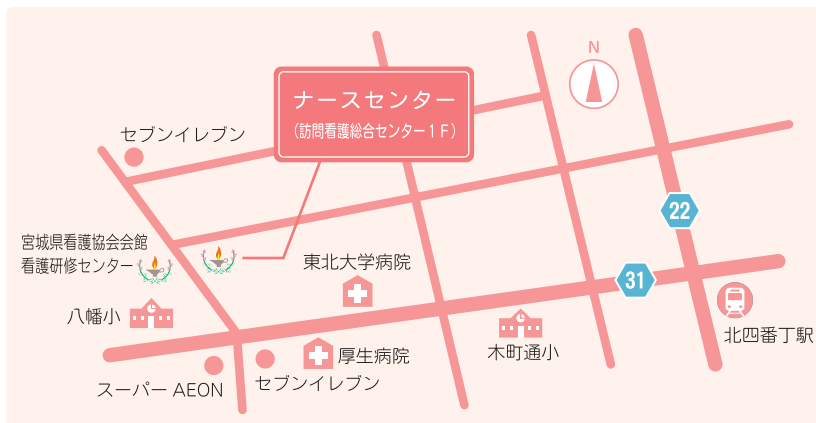 N
ナースセンター
(訪問看護総合センター1F)
セブンイレブン
22
宮城県看護協会会館
看護研修センター
東北大学病院
31
八幡小
木町通小
北四番丁駅
厚生病院
スーパー AEON
セブンイレブン